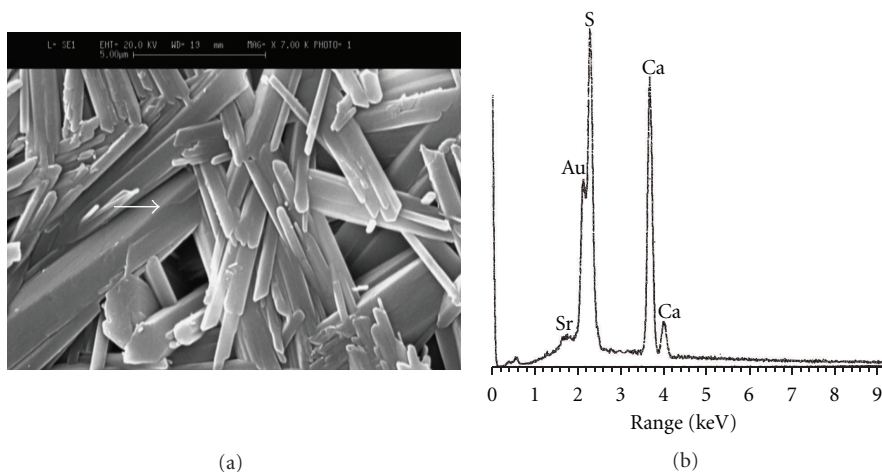 L= SE1 EHT= 20.0 KV WD= 19 mm MAG= X 7.00 K PHOTO= 1
5.00µm
S
Ca
Au
Ca
Sr
0 1 2 3 4 5 6 7 8 9
Range (keV)
(a)
(b)